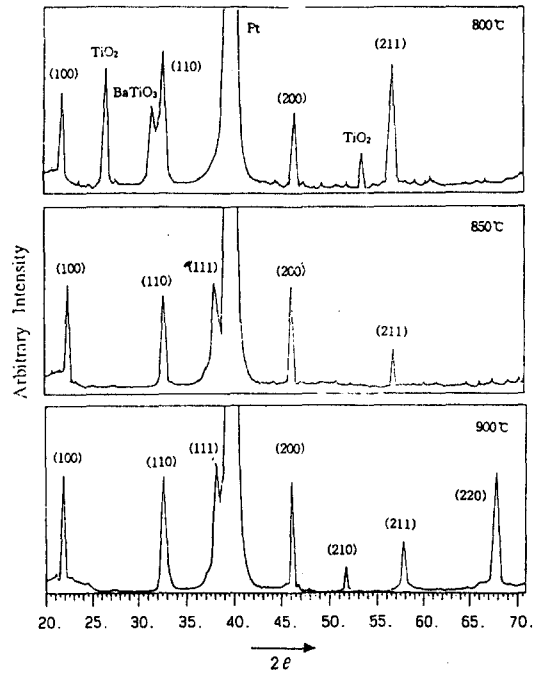 800℃
Pt
(211)
TiO₂
(110)
(100)
BaTiO₃
(200)
TiO₂
850℃
(100)
(110)
(111)
(200)
(211)
900℃
(100)
(110)
(111)
(200)
(210)
(211)
(220)
Arbitrary Intensity
20. 25. 30. 35. 40. 45. 50. 55. 60. 65. 70.
2θ